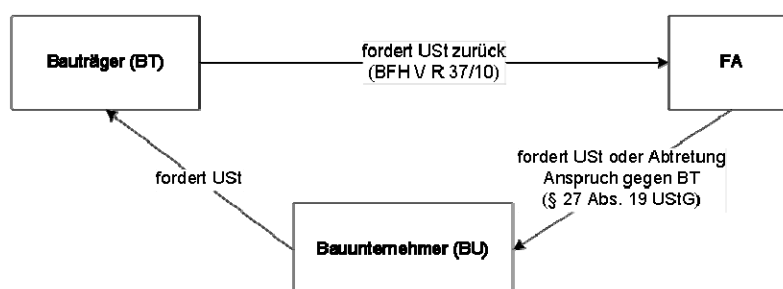 Bauträger (BT)
fordert USt zurück
(BFH V R 37/10)
FA
fordert USt oder Abtretung
Anspruch gegen BT
(§ 27 Abs. 19 UStG)
fordert USt
Bauunternehmer (BU)